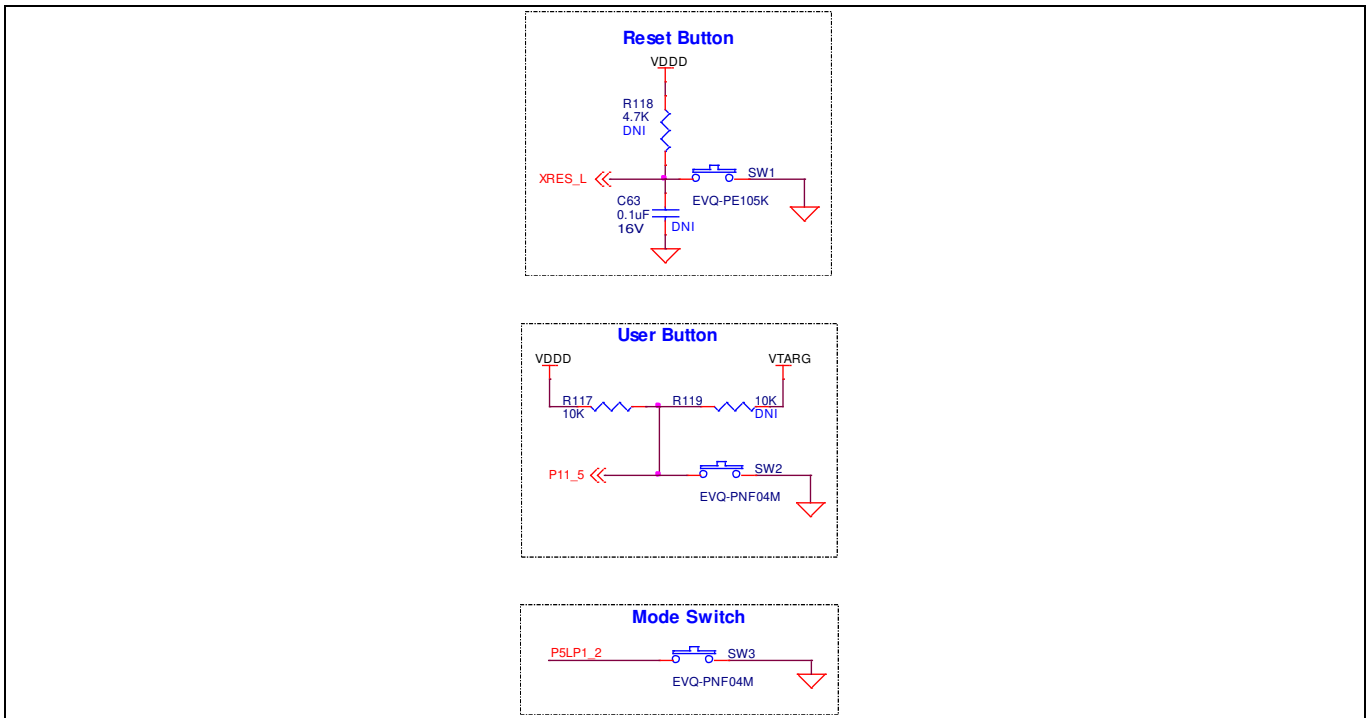 Reset Button
VDDD
R118
4.7K
DNI
XRES_L
SW1
EVQ-PE105K
C63
0.1uF
16V
DNI
User Button
VDDD
VTARG
R117
10K
R119
10K
DNI
P11_5
SW2
EVQ-PNF04M
Mode Switch
P5LP1_2
SW3
EVQ-PNF04M